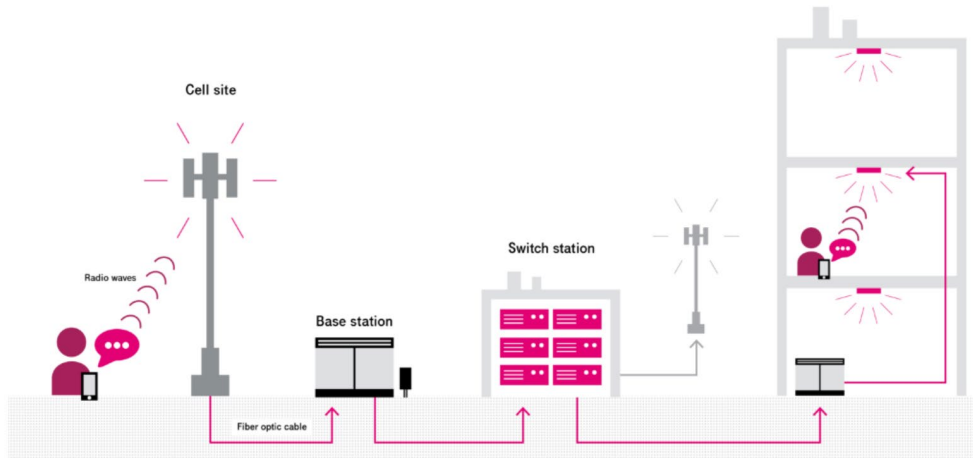 Cell site
Radio waves
Switch station
Base station
Fiber optic cable